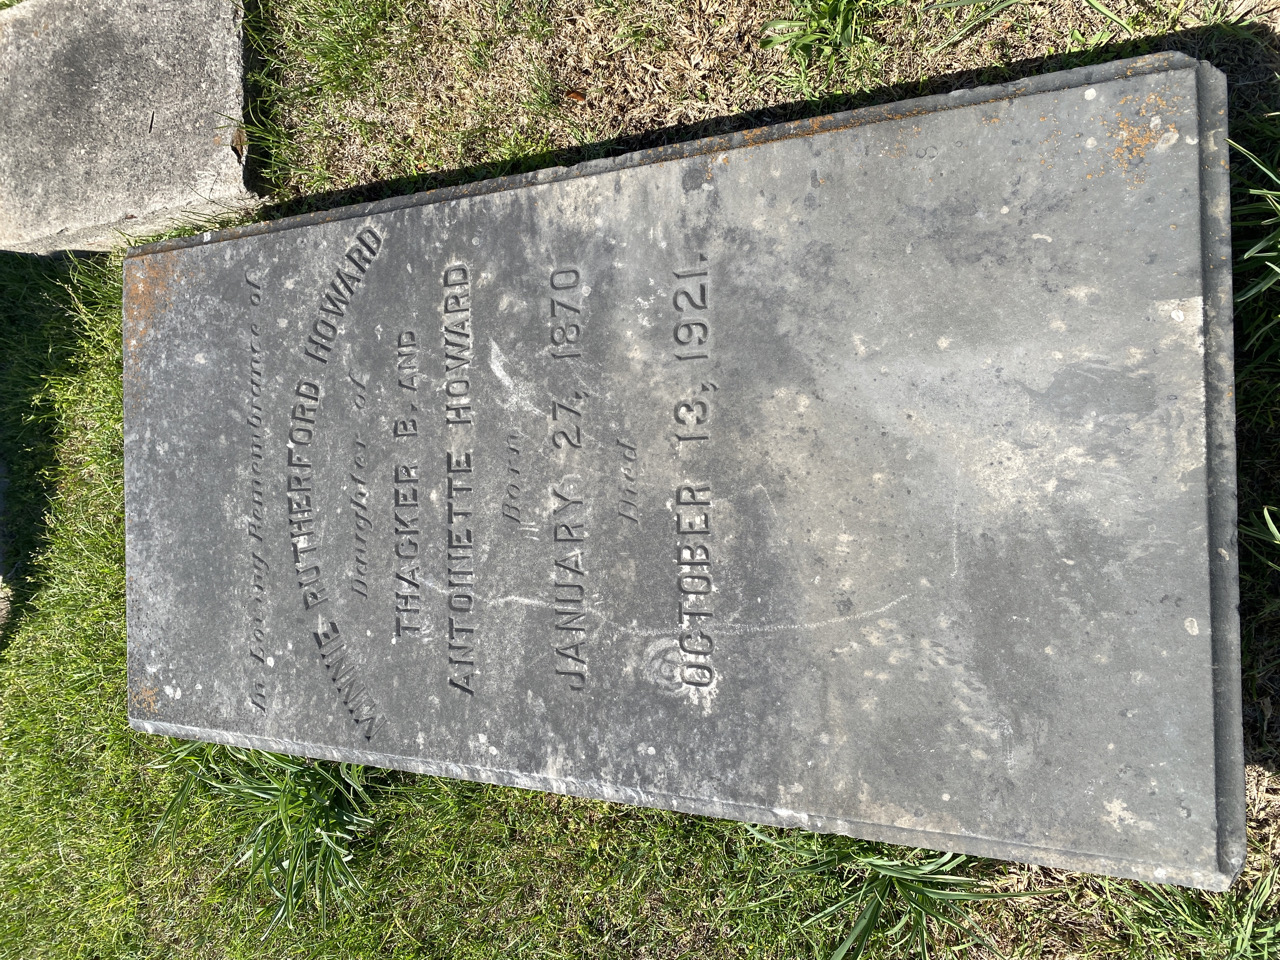 In Loving Remembrance of
MINNIE RUTHERFORD HOWARD
Daughter of
THACKER B. AND
ANTOINETTE HOWARD
Born
JANUARY 27, 1870
Died
OCTOBER 13, 1921.